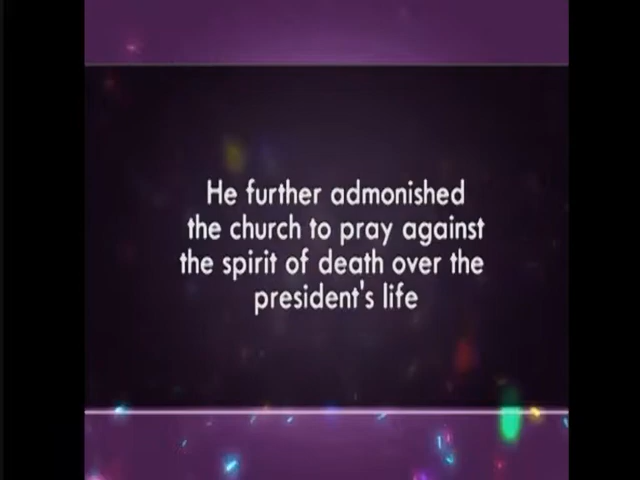 He further admonished
the church to pray against
the spirit of death over the
president's life